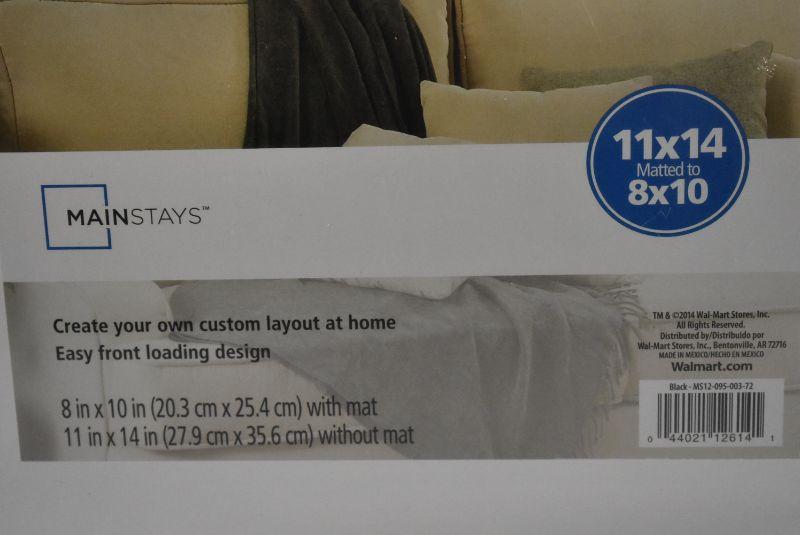 11x14
Matted to
8x10
MAINSTAYS™
Create your own custom layout at home
Easy front loading design
8 in x 10 in (20.3 cm x 25.4 cm) with mat
11 in x 14 in (27.9 cm x 35.6 cm) without mat
TM & ©2014 Wal-Mart Stores, Inc.
All Rights Reserved.
Distributed by/Distribuido por
Wal-Mart Stores, Inc., Bentonville, AR 72716
MADE IN MEXICO/HECHO EN MEXICO
Walmart.com
Black - MS12-095-003-72
0 44021 12614 1